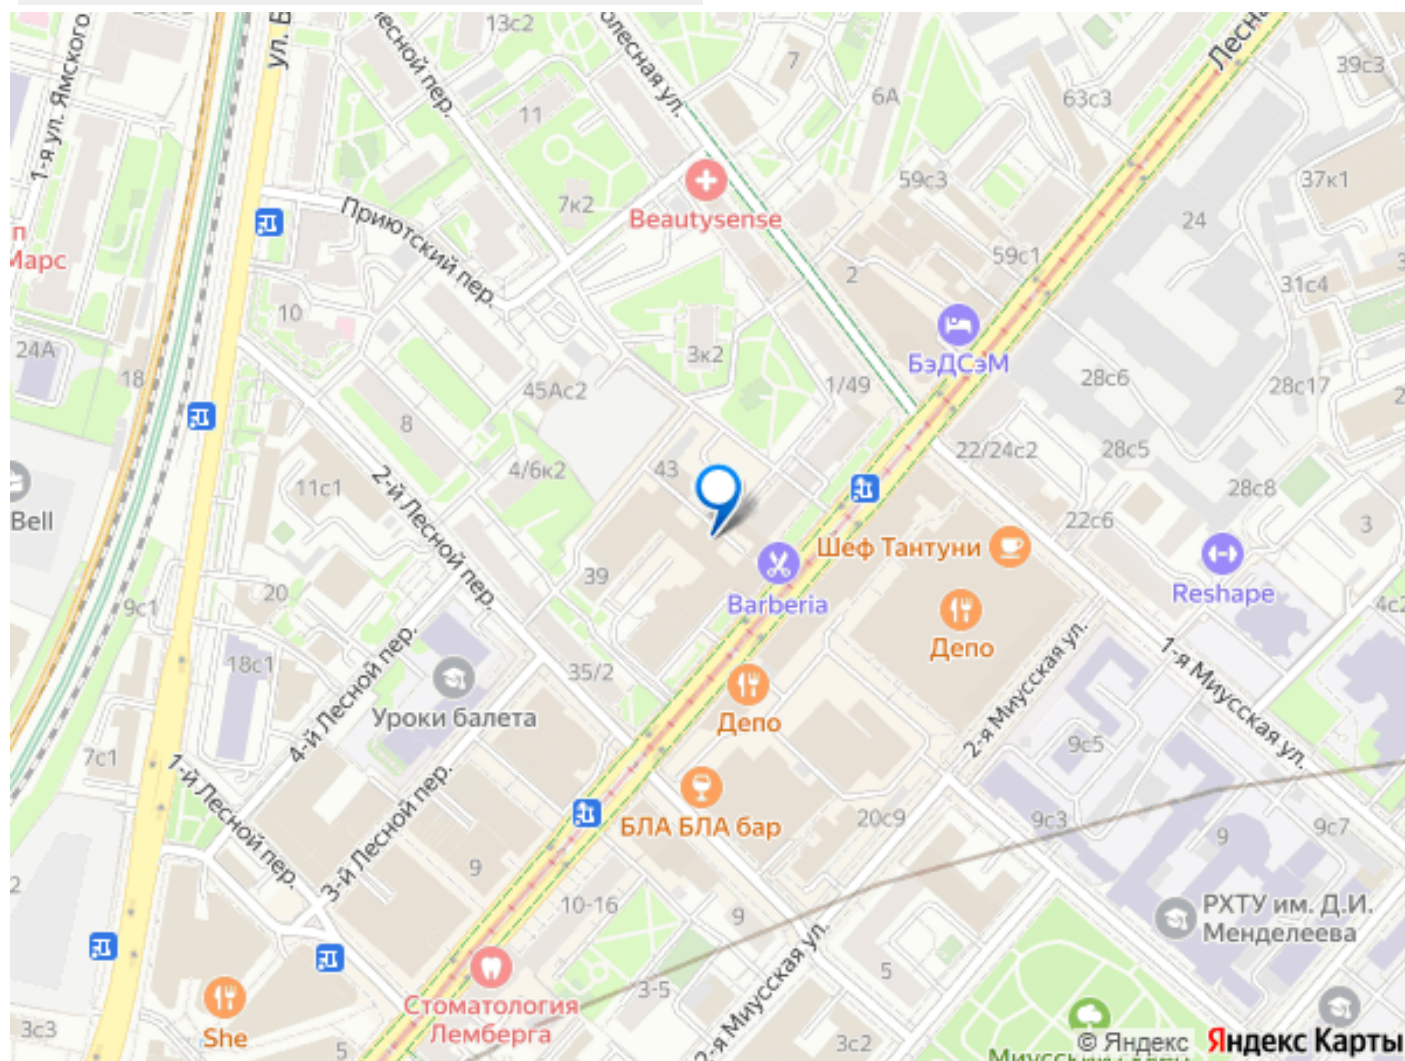 13с2
7
Лесна
39с3
ул. Б
лесной пер.
олесная ул.
1-я ул. Ямского
11
6А
63с3
59с3
37к1
7к2
Beautysense
24
Приютский пер.
п
Марс
2
59с1
31с4
10
24А
18
3к2
БэДСэМ
1/49
45Ас2
28с6
28с17
8
2
22/24с2
28с5
43
4/6к2
2-й Лесной пер.
11с1
28с8
22с6
3
Bell
Шеф Тантуни
39
Reshape
20
9с1
Barberia
4с2
Депо
1-я Миусская ул.
18с1
35/2
4-й Лесной пер.
Уроки балета
Депо
2-я Миусская ул.
9с5
7с1
1-й Лесной пер.
3-й Лесной пер.
БЛА БЛА бар
20с9
9с3
9
9с7
2
9
10-16
9
РХТУ им. Д.И.
Менделеева
2-я Миусская ул.
5
3-5
Стоматология
Лемберга
She
3с3
5
3с2
© Яндекс
Яндекс Карты